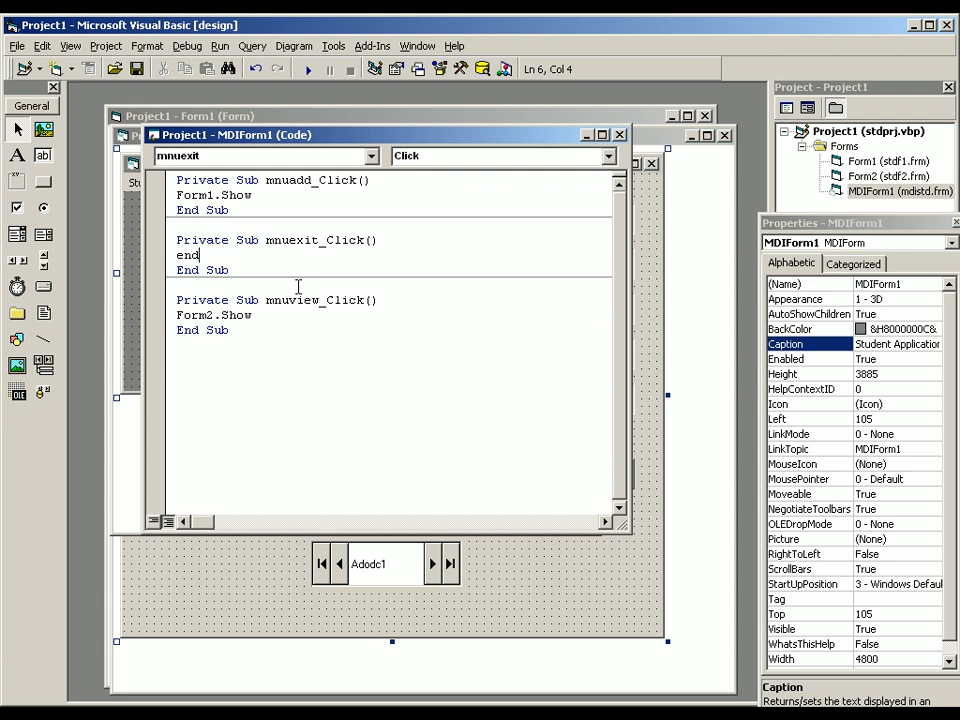 Project1 - Microsoft Visual Basic [design]
File Edit View Project Format Debug Run Query Diagram Tools Add-Ins Window Help
Ln 6, Col 4
General
Project1 - Form1 (Form)
Project1 - MDIForm1 (Code)
mnuexit Click
Private Sub mnuadd_Click()
Form1.Show
End Sub
Private Sub mnuexit_Click()
end
End Sub
Private Sub mnuview_Click()
Form2.Show
End Sub
Adodc1
Project - Project1
Project1 (stdprj.vbp)
Forms
Form1 (stdf1.frm)
Form2 (stdf2.frm)
MDIForm1 (mdistd.frm)
Properties - MDIForm1
MDIForm1 MDIForm
Alphabetic Categorized
(Name) MDIForm1
Appearance 1 - 3D
AutoShowChildren True
BackColor &H8000000C&
Caption Student Application
Enabled True
Height 3885
HelpContextID 0
Icon (Icon)
Left 105
LinkMode 0 - None
LinkTopic MDIForm1
MouseIcon (None)
MousePointer 0 - Default
Moveable True
NegotiateToolbars True
OLEDropMode 0 - None
Picture (None)
RightToLeft False
ScrollBars True
StartUpPosition 3 - Windows Defaul
Tag
Top 105
Visible True
WhatsThisHelp False
Width 4800
Caption
Returns/sets the text displayed in an